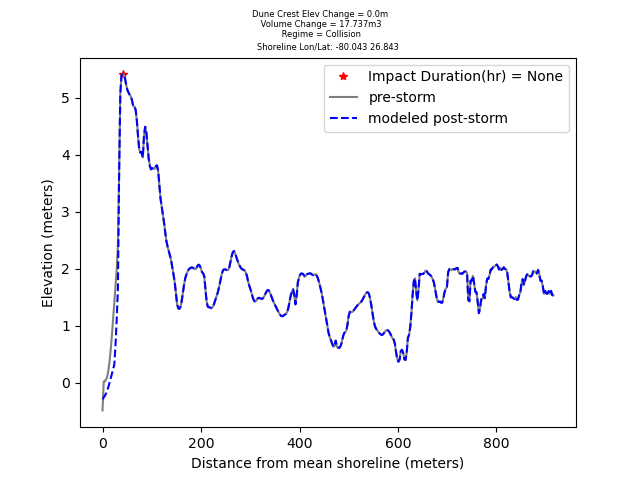 Dune Crest Elev Change = 0.0m
Volume Change = 17.737m3
Regime = Collision
Shoreline Lon/Lat: -80.043 26.843
Impact Duration(hr) = None
pre-storm
modeled post-storm
Elevation (meters)
5
4
3
2
1
0
0 200 400 600 800
Distance from mean shoreline (meters)